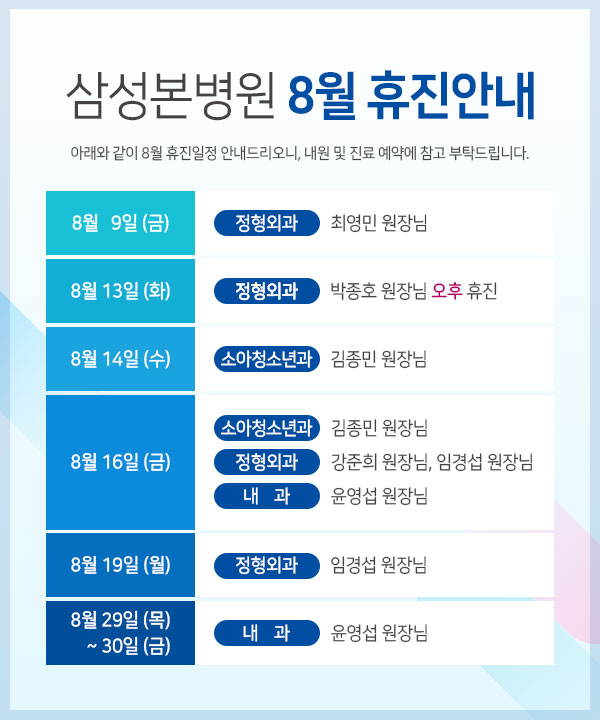 삼성본병원 8월 휴진안내
아래와 같이 8월 휴진일정 안내드리오니, 내원 및 진료 예약에 참고 부탁드립니다.
8월 9일 (금) 정형외과 최영민 원장님
8월 13일 (화) 정형외과 박종호 원장님 오후 휴진
8월 14일 (수) 소아청소년과 김종민 원장님
소아청소년과 김종민 원장님
8월 16일 (금) 정형외과 강준희 원장님, 임경섭 원장님
내 과 윤영섭 원장님
8월 19일 (월) 정형외과 임경섭 원장님
8월 29일 (목)
~ 30일 (금) 내 과 윤영섭 원장님